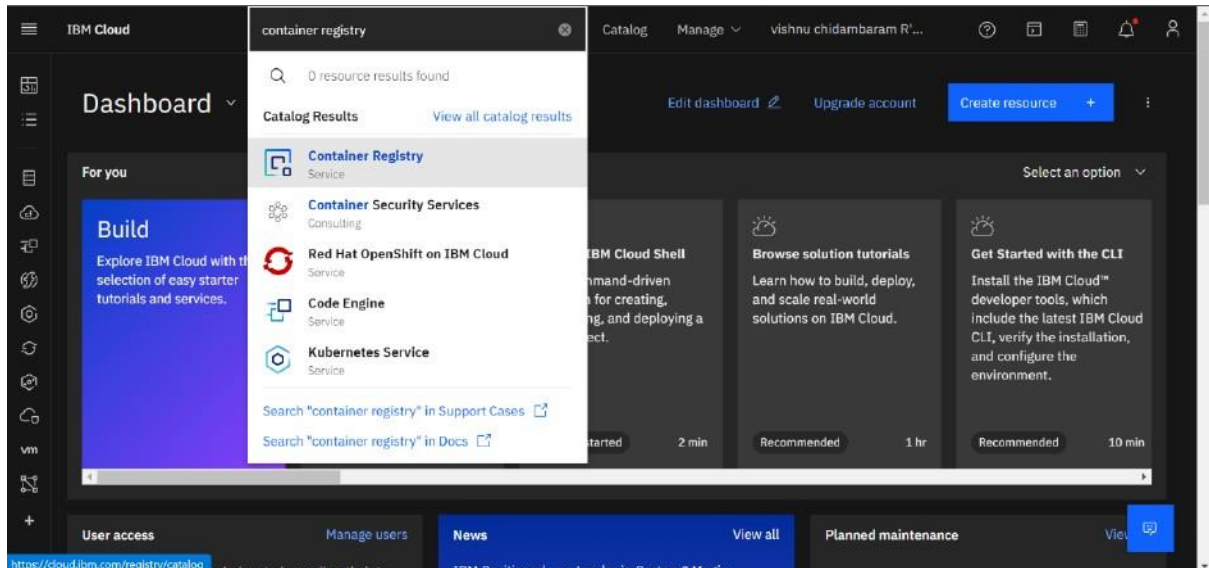 IBM Cloud
container registry
Catalog
Manage
vishnu chidambaram R'...
0 resource results found
Catalog Results
View all catalog results
Container Registry
Service
Container Security Services
Consulting
Red Hat OpenShift on IBM Cloud
Service
Code Engine
Service
Kubernetes Service
Service
Search "container registry" in Support Cases
Search "container registry" in Docs
Dashboard
Edit dashboard
Upgrade account
Create resource +
For you
Select an option
Build
Explore IBM Cloud with th
selection of easy starter
tutorials and services.
IBM Cloud Shell
mmand-driven
for creating,
ng, and deploying a
ect.
started
2 min
Browse solution tutorials
Learn how to build, deploy,
and scale real-world
solutions on IBM Cloud.
Recommended
1 hr
Get Started with the CLI
Install the IBM Cloud™
developer tools, which
include the latest IBM Cloud
CLI, verify the installation,
and configure the
environment.
Recommended
10 min
vm
User access
Manage users
News
View all
Planned maintenance
View
https://cloud.ibm.com/registry/catalog